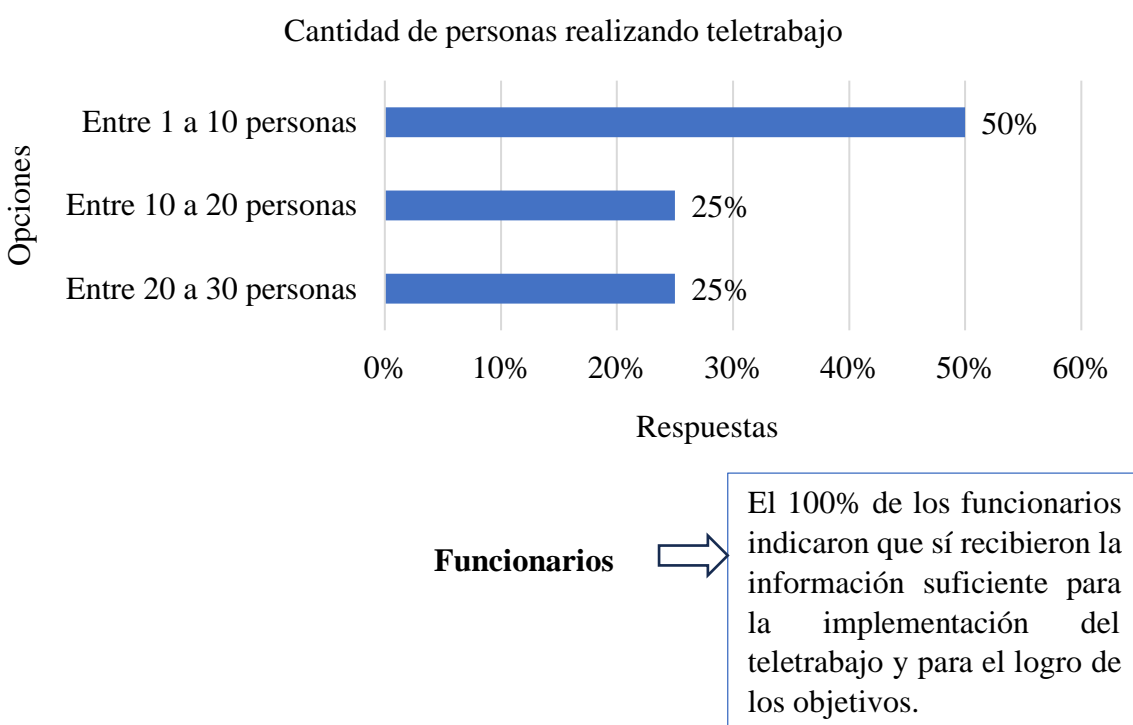 Cantidad de personas realizando teletrabajo
Opciones
Entre 1 a 10 personas
50%
Entre 10 a 20 personas
25%
Entre 20 a 30 personas
25%
0% 10% 20% 30% 40% 50% 60%
Respuestas
Funcionarios
El 100% de los funcionarios
indicaron que sí recibieron la
información suficiente para
la implementación del
teletrabajo y para el logro de
los objetivos.